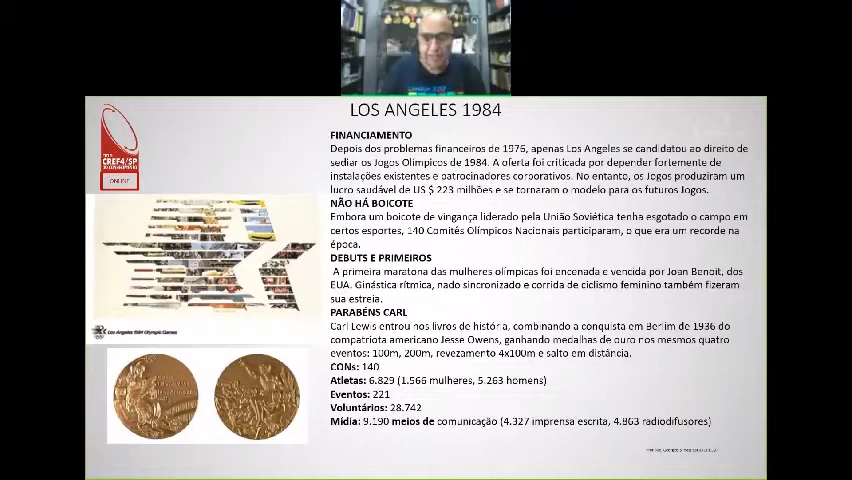 LOS ANGELES 1984
CREF4/SP
DO CONHECIMENTO
ONLINE
FINANCIAMENTO
Depois dos problemas financeiros de 1976, apenas Los Angeles se candidatou ao direito de
sediar os Jogos Olímpicos de 1984. A oferta foi criticada por depender fortemente de
instalações existentes e patrocinadores corporativos. No entanto, os Jogos produziram um
lucro saudável de US $ 223 milhões e se tornaram o modelo para os futuros Jogos.
NÃO HÁ BOICOTE
Embora um boicote de vingança liderado pela União Soviética tenha esgotado o campo em
certos esportes, 140 Comitês Olímpicos Nacionais participaram, o que era um recorde na
época.
DEBUTS E PRIMEIROS
A primeira maratona das mulheres olímpicas foi encenada e vencida por Joan Benoit, dos
EUA. Ginástica rítmica, nado sincronizado e corrida de ciclismo feminino também fizeram
sua estreia.
PARABÉNS CARL
Carl Lewis entrou nos livros de história, combinando a conquista em Berlim de 1936 do
compatriota americano Jesse Owens, ganhando medalhas de ouro nos mesmos quatro
eventos: 100m, 200m, revezamento 4x100m e salto em distância.
CONs: 140
Atletas: 6.829 (1.566 mulheres, 5.263 homens)
Eventos: 221
Voluntários: 28.742
Mídia: 9.190 meios de comunicação (4.327 imprensa escrita, 4.863 radiodifusores)
Los Angeles 1984 Olympic Games